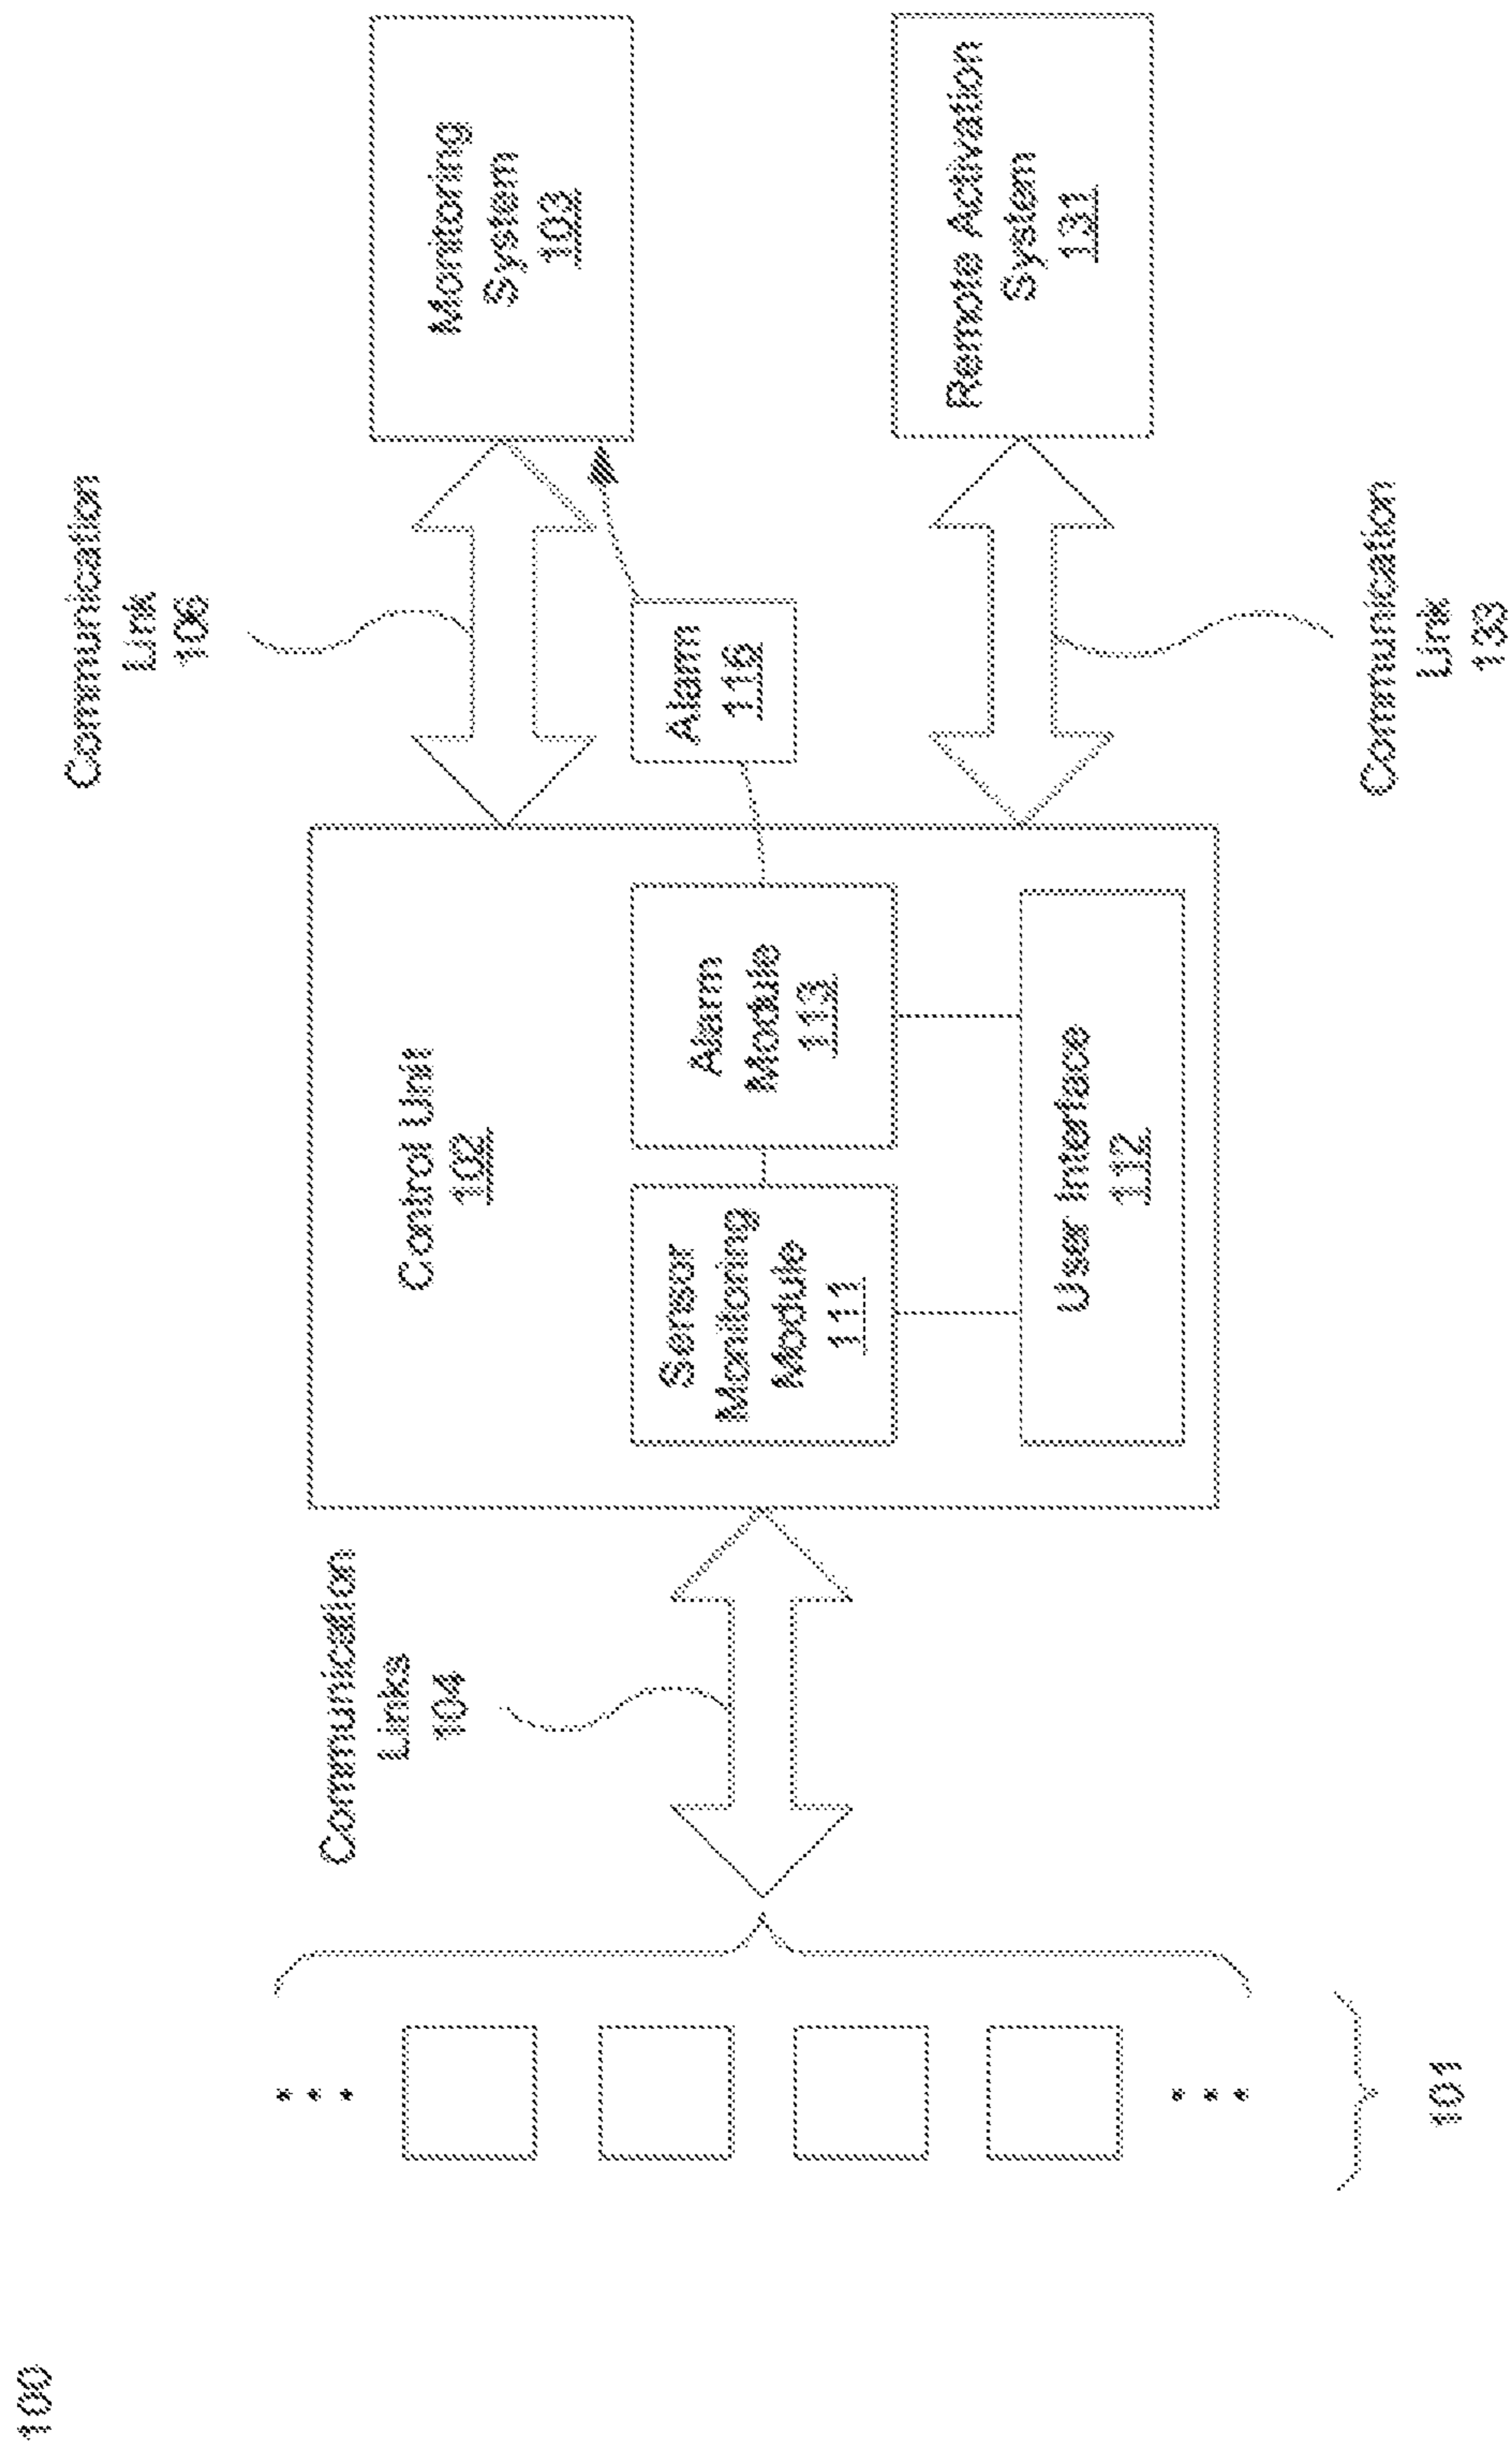 100
Communication
Link
106
Monitoring
System
103
Alarm
116
Control Unit
102
Communication
Links
104
Sensor
Monitoring
Module
111
Alarm
Module
113
User Interface
112
Remote Activation
System
131
Communication
Link
133
101